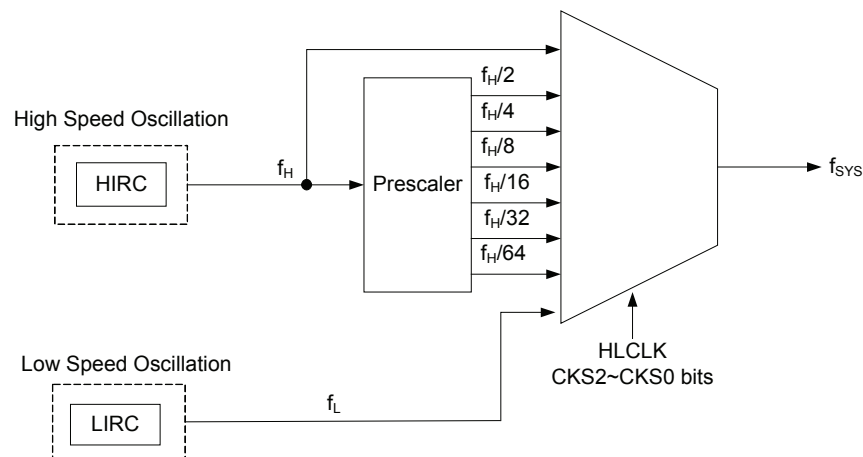 High Speed Oscillation
HIRC
fH
Prescaler
fH/2
fH/4
fH/8
fH/16
fH/32
fH/64
fSYS
HLCLK
CKS2~CKS0 bits
Low Speed Oscillation
LIRC
fL